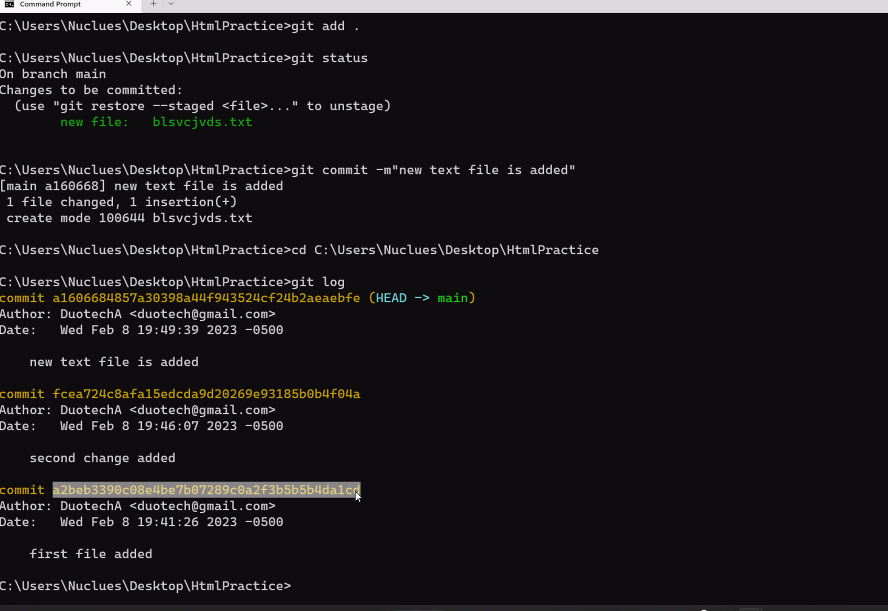 Command Prompt
C:\Users\Nuclues\Desktop\HtmlPractice>git add .
C:\Users\Nuclues\Desktop\HtmlPractice>git status
On branch main
Changes to be committed:
  (use "git restore --staged <file>..." to unstage)
        new file:   blsvcjvds.txt
C:\Users\Nuclues\Desktop\HtmlPractice>git commit -m"new text file is added"
[main a160668] new text file is added
 1 file changed, 1 insertion(+)
 create mode 100644 blsvcjvds.txt
C:\Users\Nuclues\Desktop\HtmlPractice>cd C:\Users\Nuclues\Desktop\HtmlPractice
C:\Users\Nuclues\Desktop\HtmlPractice>git log
commit a1606684857a30398a44f943524cf24b2aeaebfe (HEAD -> main)
Author: DuotechA <duotech@gmail.com>
Date:   Wed Feb 8 19:49:39 2023 -0500
    new text file is added
commit fcea724c8afa15edcda9d20269e93185b0b4f04a
Author: DuotechA <duotech@gmail.com>
Date:   Wed Feb 8 19:46:07 2023 -0500
    second change added
commit a2beb3390c08e4be7b07289c0a2f3b5b5b4da1cd
Author: DuotechA <duotech@gmail.com>
Date:   Wed Feb 8 19:41:26 2023 -0500
    first file added
C:\Users\Nuclues\Desktop\HtmlPractice>